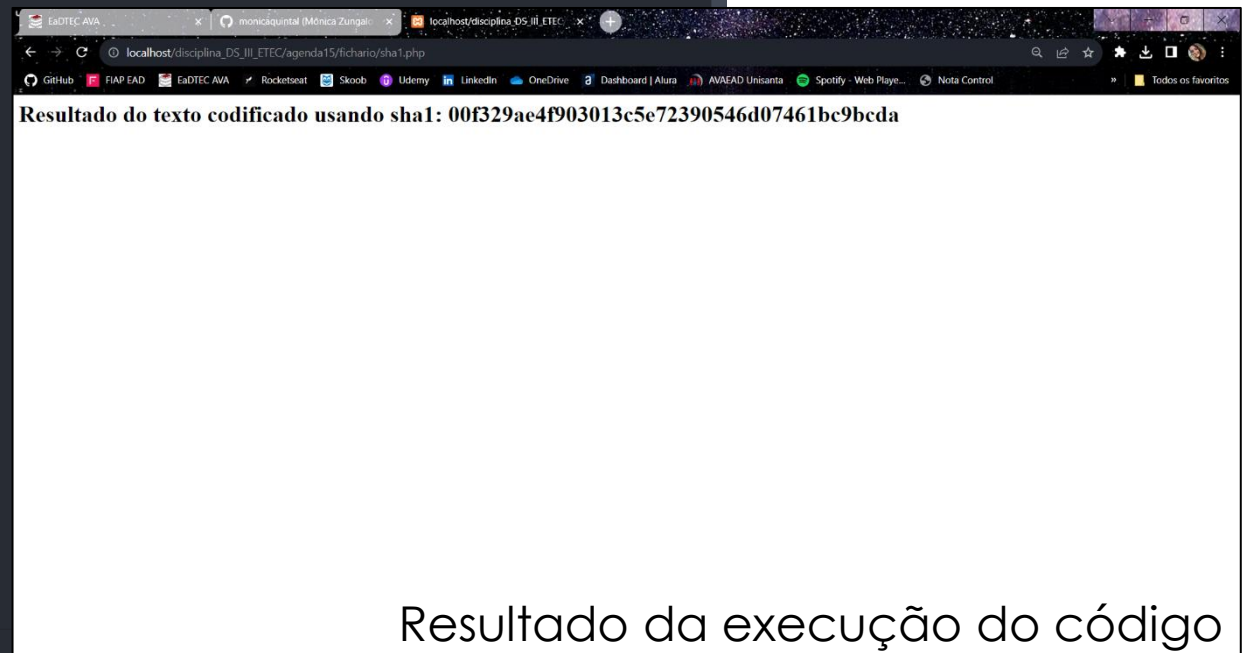 EaDTEC AVA
monicaquintal (Mônica Zungalo
localhost/disciplina_DS_III_ETEC
localhost/disciplina_DS_III_ETEC/agenda15/fichario/sha1.php
GitHub FIAP EAD EaDTEC AVA Rocketseat Skoob Udemy LinkedIn OneDrive Dashboard | Alura AVAEAD Unisanta Spotify - Web Playe... Nota Control » Todos os favoritos
Resultado do texto codificado usando sha1: 00f329ae4f903013c5e72390546d07461bc9bcda
Resultado da execução do código